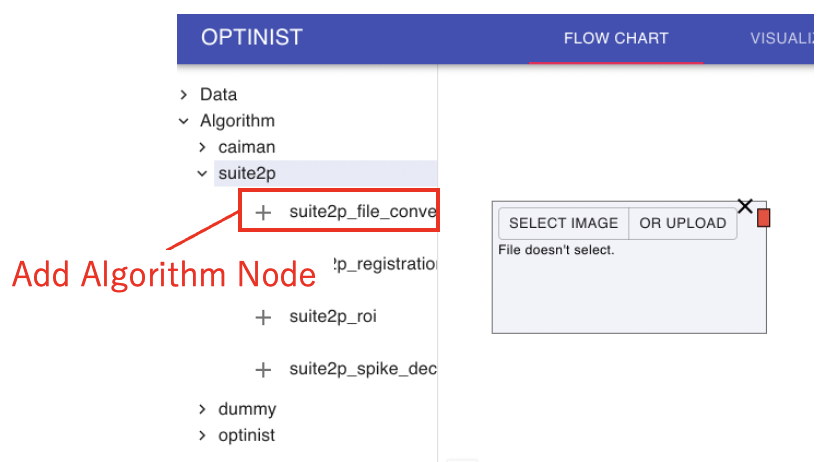 OPTINIST
FLOW CHART
VISUALIZ
Data
Algorithm
caiman
suite2p
suite2p_file_conve
Add Algorithm Node
2p_registration
suite2p_roi
suite2p_spike_dec
dummy
optinist
SELECT IMAGE
OR UPLOAD
File doesn't select.